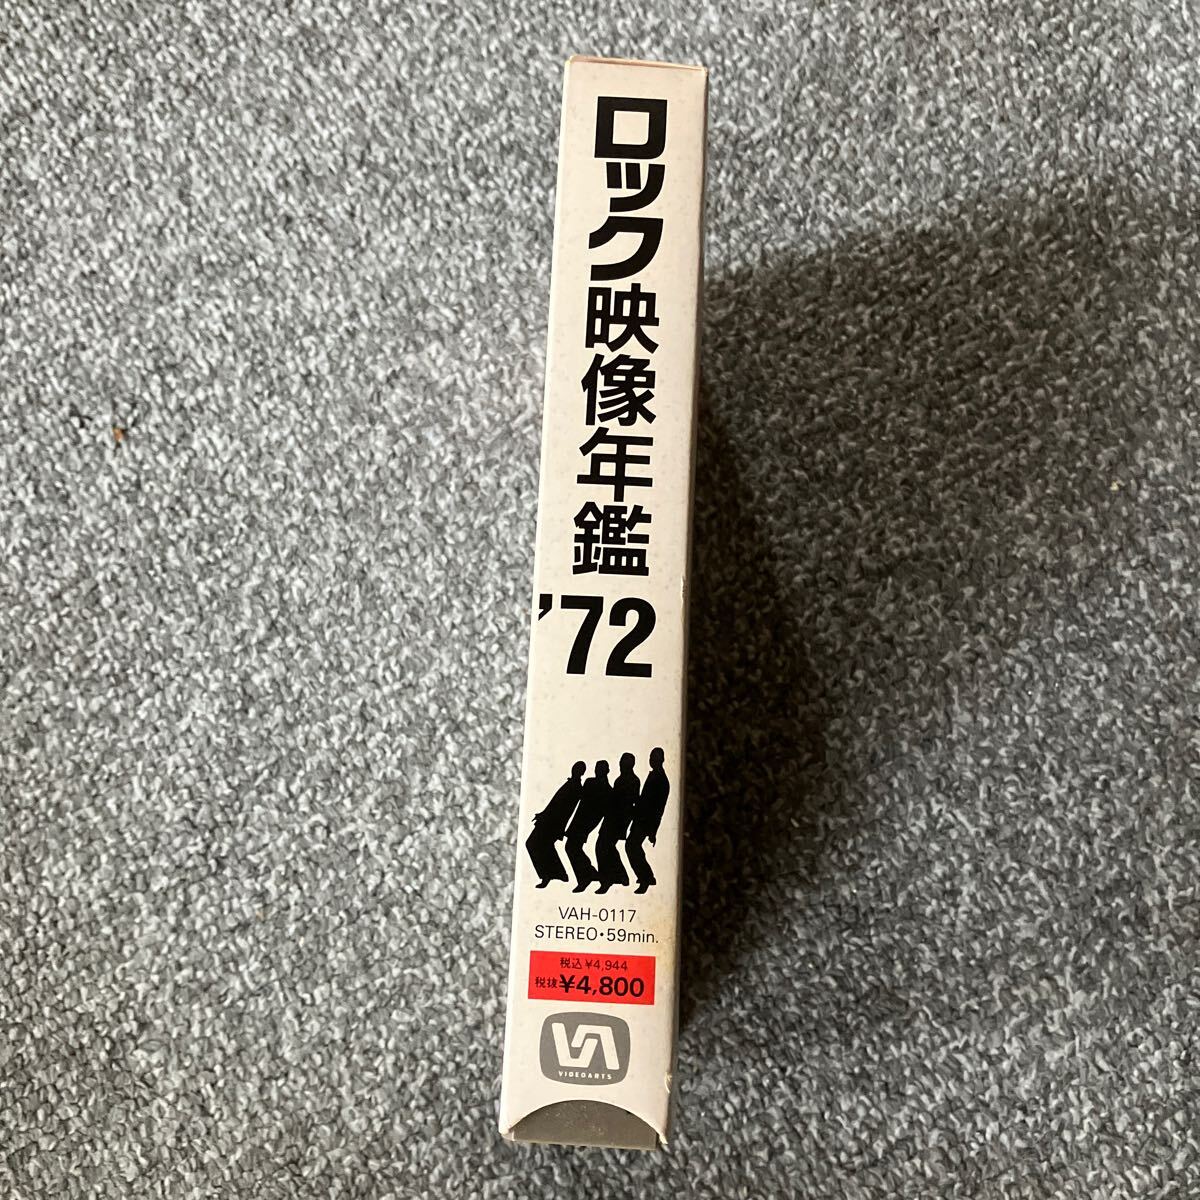 ロック映像年鑑
'72
VAH-0117
STEREO・59min.
税込¥4,944
税抜¥4,800
VA
VIDEOARTS